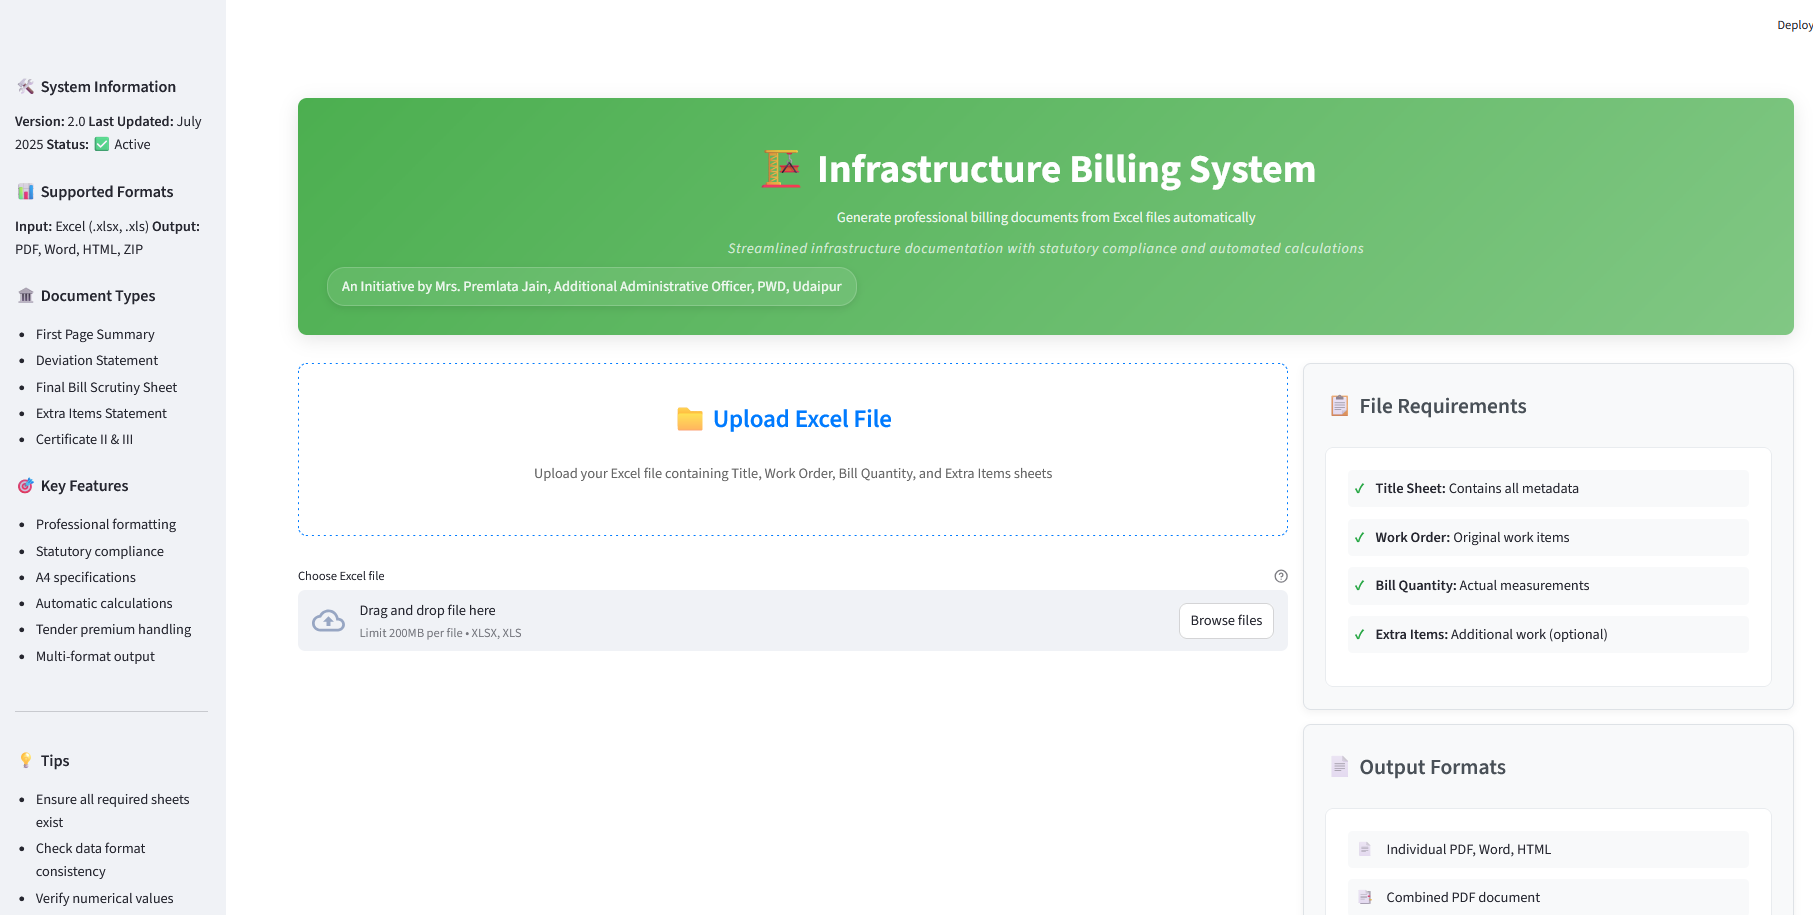 Deploy
System Information
Version: 2.0 Last Updated: July
2025 Status: ✅ Active
Supported Formats
Input: Excel (.xlsx, .xls) Output:
PDF, Word, HTML, ZIP
Document Types
• First Page Summary
• Deviation Statement
• Final Bill Scrutiny Sheet
• Extra Items Statement
• Certificate II & III
Key Features
• Professional formatting
• Statutory compliance
• A4 specifications
• Automatic calculations
• Tender premium handling
• Multi-format output
Tips
• Ensure all required sheets
exist
• Check data format
consistency
• Verify numerical values
Infrastructure Billing System
Generate professional billing documents from Excel files automatically
Streamlined infrastructure documentation with statutory compliance and automated calculations
An Initiative by Mrs. Premlata Jain, Additional Administrative Officer, PWD, Udaipur
Upload Excel File
Upload your Excel file containing Title, Work Order, Bill Quantity, and Extra Items sheets
Choose Excel file
Drag and drop file here
Limit 200MB per file • XLSX, XLS
Browse files
File Requirements
✓ Title Sheet: Contains all metadata
✓ Work Order: Original work items
✓ Bill Quantity: Actual measurements
✓ Extra Items: Additional work (optional)
Output Formats
Individual PDF, Word, HTML
Combined PDF document